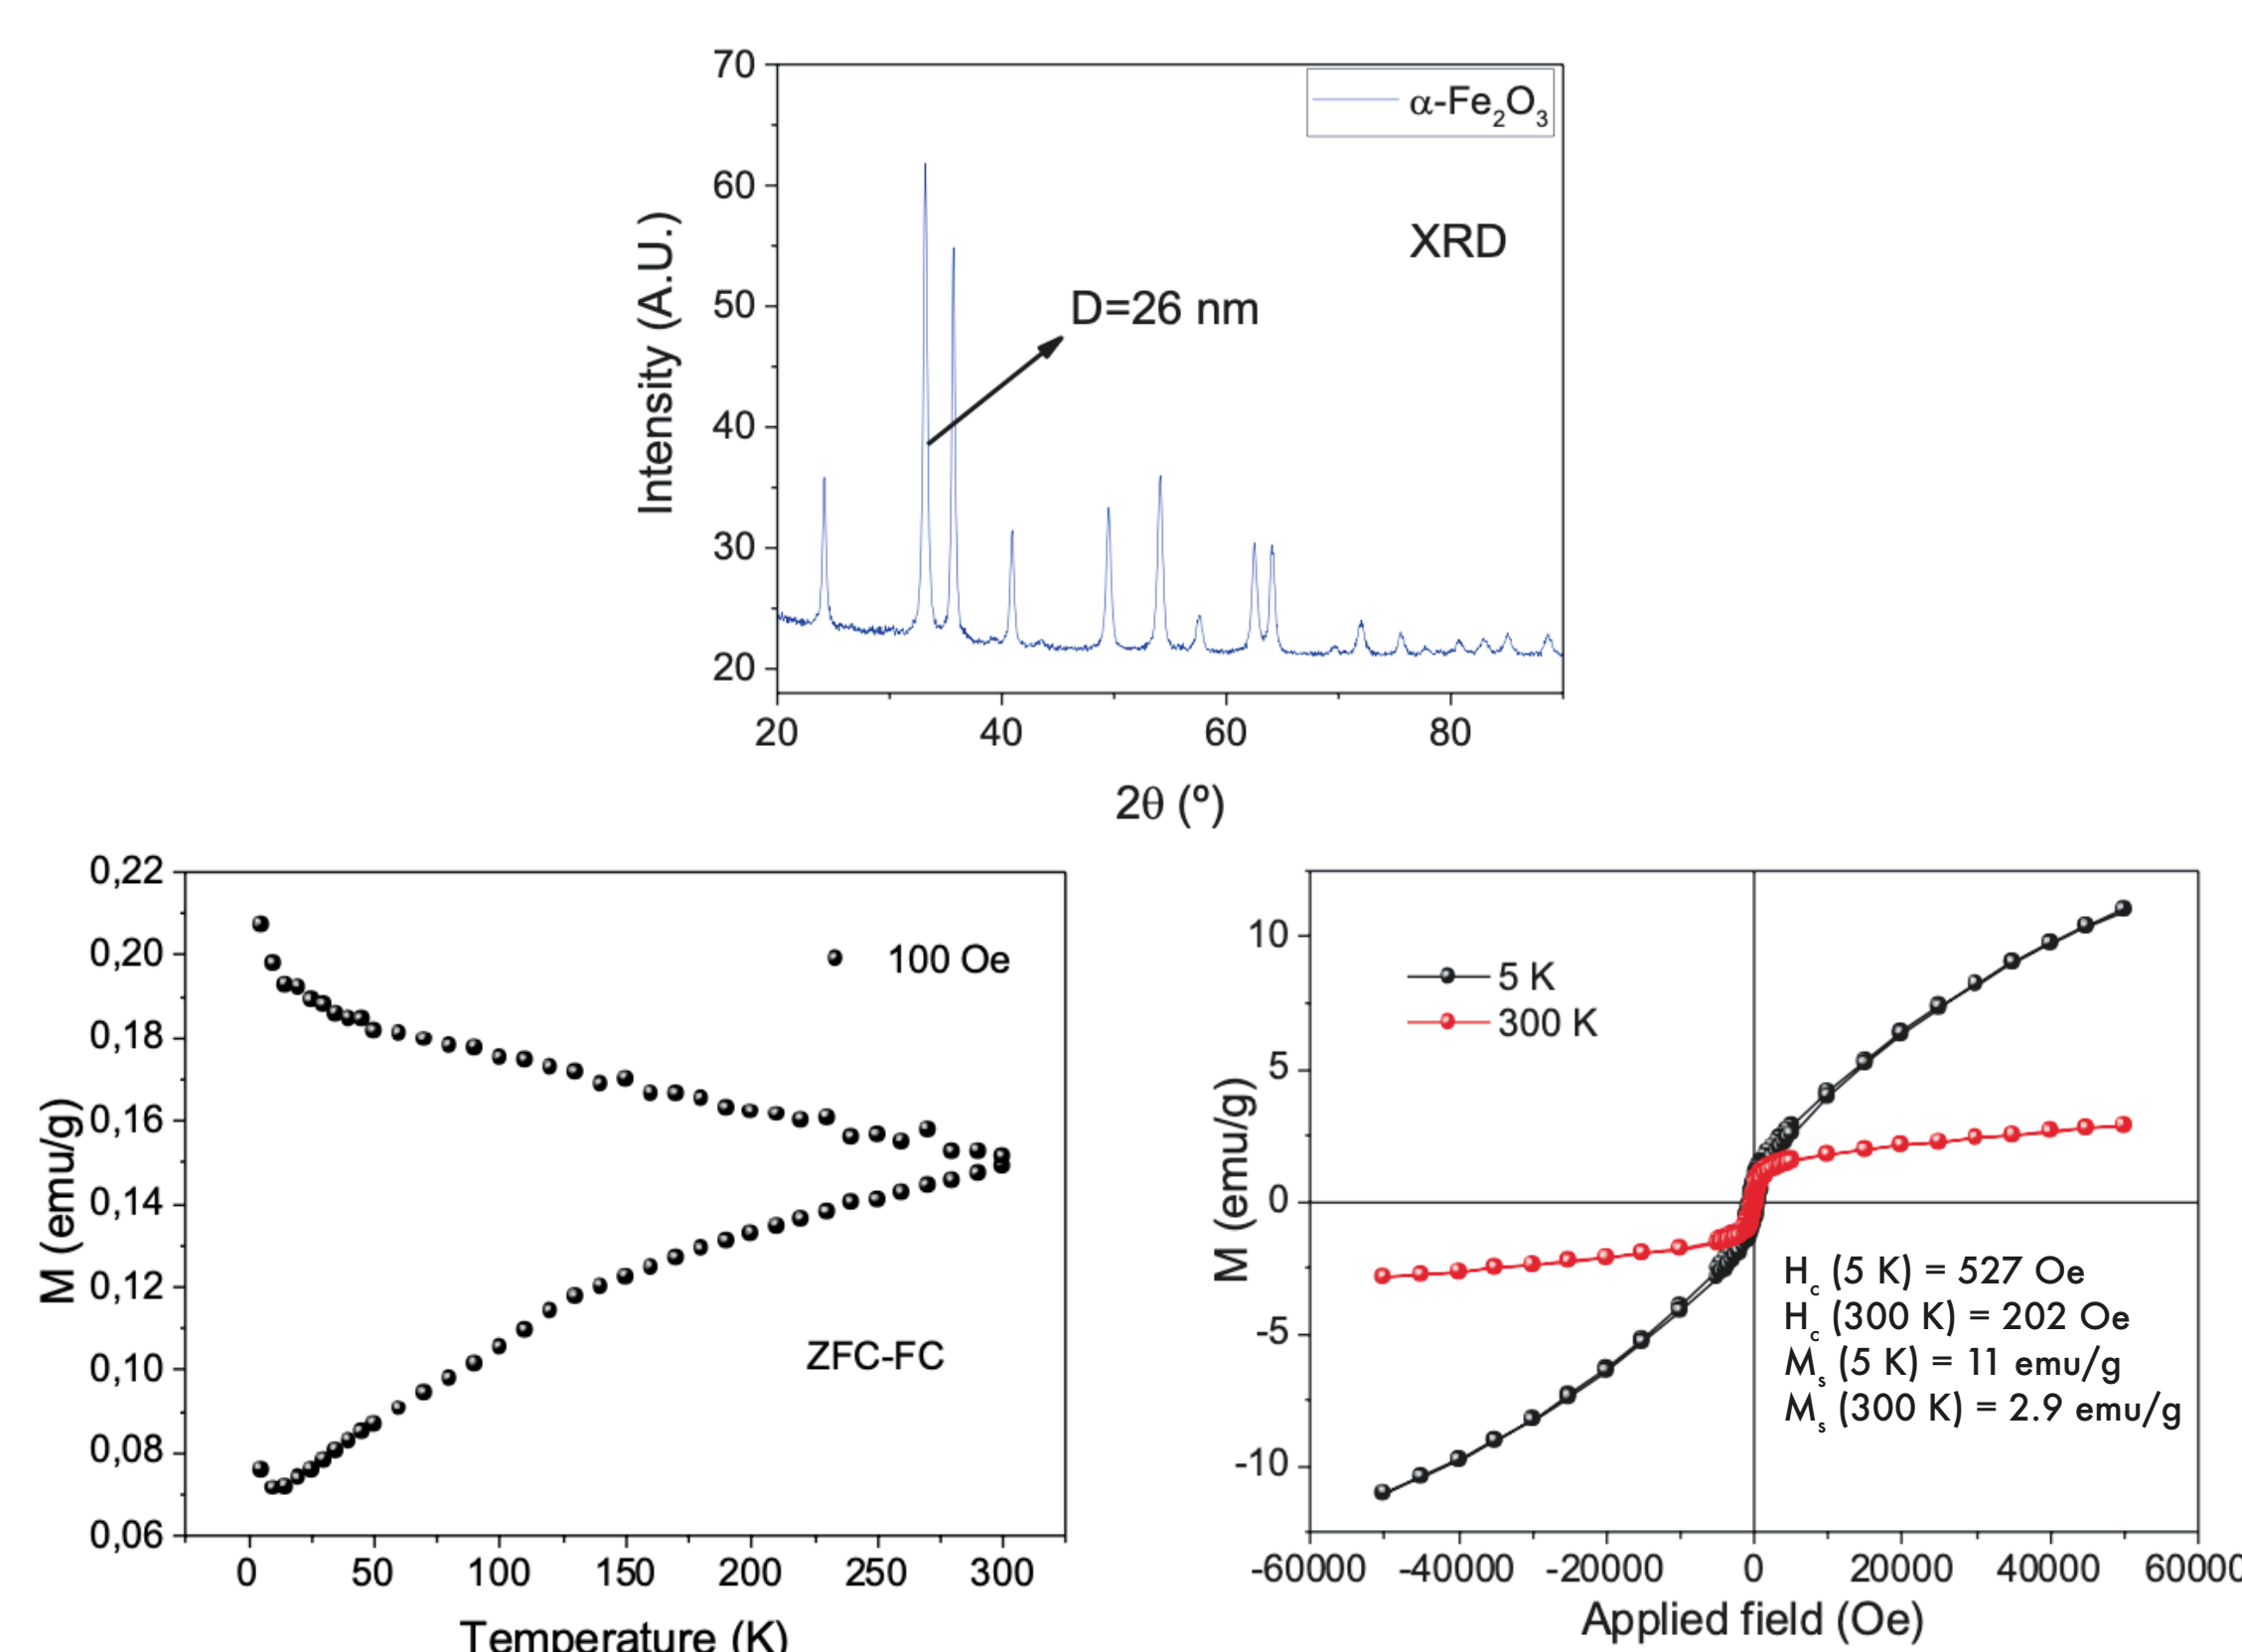 70
60
50
40
30
20
Intensity (A.U.)
α-Fe₂O₃
XRD
D=26 nm
20 40 60 80
2θ (º)
0,22
0,20
0,18
0,16
0,14
0,12
0,10
0,08
0,06
M (emu/g)
100 Oe
ZFC-FC
0 50 100 150 200 250 300
Temperature (K)
10
5
0
-5
-10
M (emu/g)
5 K
300 K
H꜀ (5 K) = 527 Oe
H꜀ (300 K) = 202 Oe
Mₛ (5 K) = 11 emu/g
Mₛ (300 K) = 2.9 emu/g
-60000 -40000 -20000 0 20000 40000 60000
Applied field (Oe)